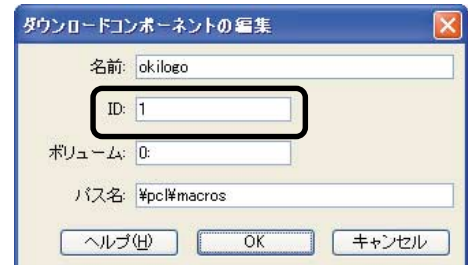 ダウンロードコンポーネントの編集
名前: okilogo
ID: 1
ボリューム: 0:
パス名: ¥pcl¥macros
ヘルプ(H) OK キャンセル